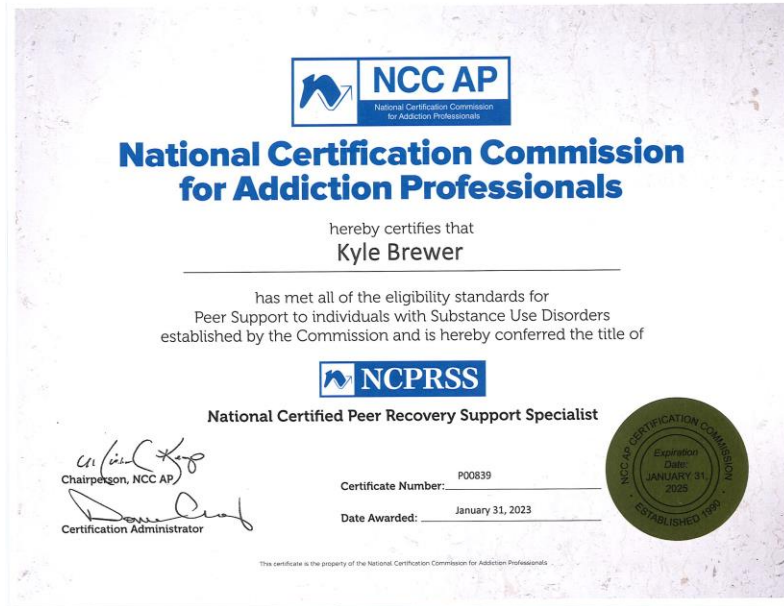 NCC AP
National Certification Commission
for Addiction Professionals
National Certification Commission
for Addiction Professionals
hereby certifies that
Kyle Brewer
has met all of the eligibility standards for
Peer Support to individuals with Substance Use Disorders
established by the Commission and is hereby conferred the title of
NCPRSS
National Certified Peer Recovery Support Specialist
Chairperson, NCC AP
Certification Administrator
Certificate Number: P00839
Date Awarded: January 31, 2023
NCC AP CERTIFICATION COMMISSION
Expiration
Date:
JANUARY 31,
2025
ESTABLISHED 1990
This certificate is the property of the National Certification Commission for Addiction Professionals